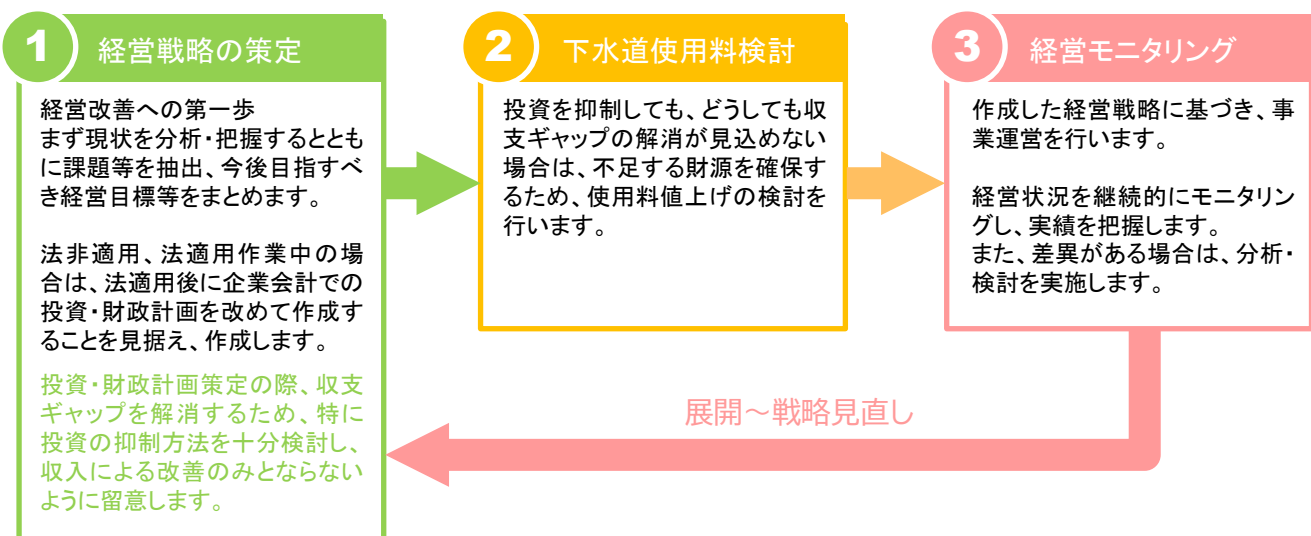 1
経営戦略の策定
経営改善への第一歩
まず現状を分析・把握するととも
に課題等を抽出、今後目指すべ
き経営目標等をまとめます。
法非適用、法適用作業中の場
合は、法適用後に企業会計での
投資・財政計画を改めて作成す
ることを見据え、作成します。
投資・財政計画策定の際、収支
ギャップを解消するため、特に
投資の抑制方法を十分検討し、
収入による改善のみとならない
ように留意します。
2
下水道使用料検討
投資を抑制しても、どうしても収
支ギャップの解消が見込めない
場合は、不足する財源を確保す
るため、使用料値上げの検討を
行います。
3
経営モニタリング
作成した経営戦略に基づき、事
業運営を行います。
経営状況を継続的にモニタリン
グし、実績を把握します。
また、差異がある場合は、分析・
検討を実施します。
展開～戦略見直し